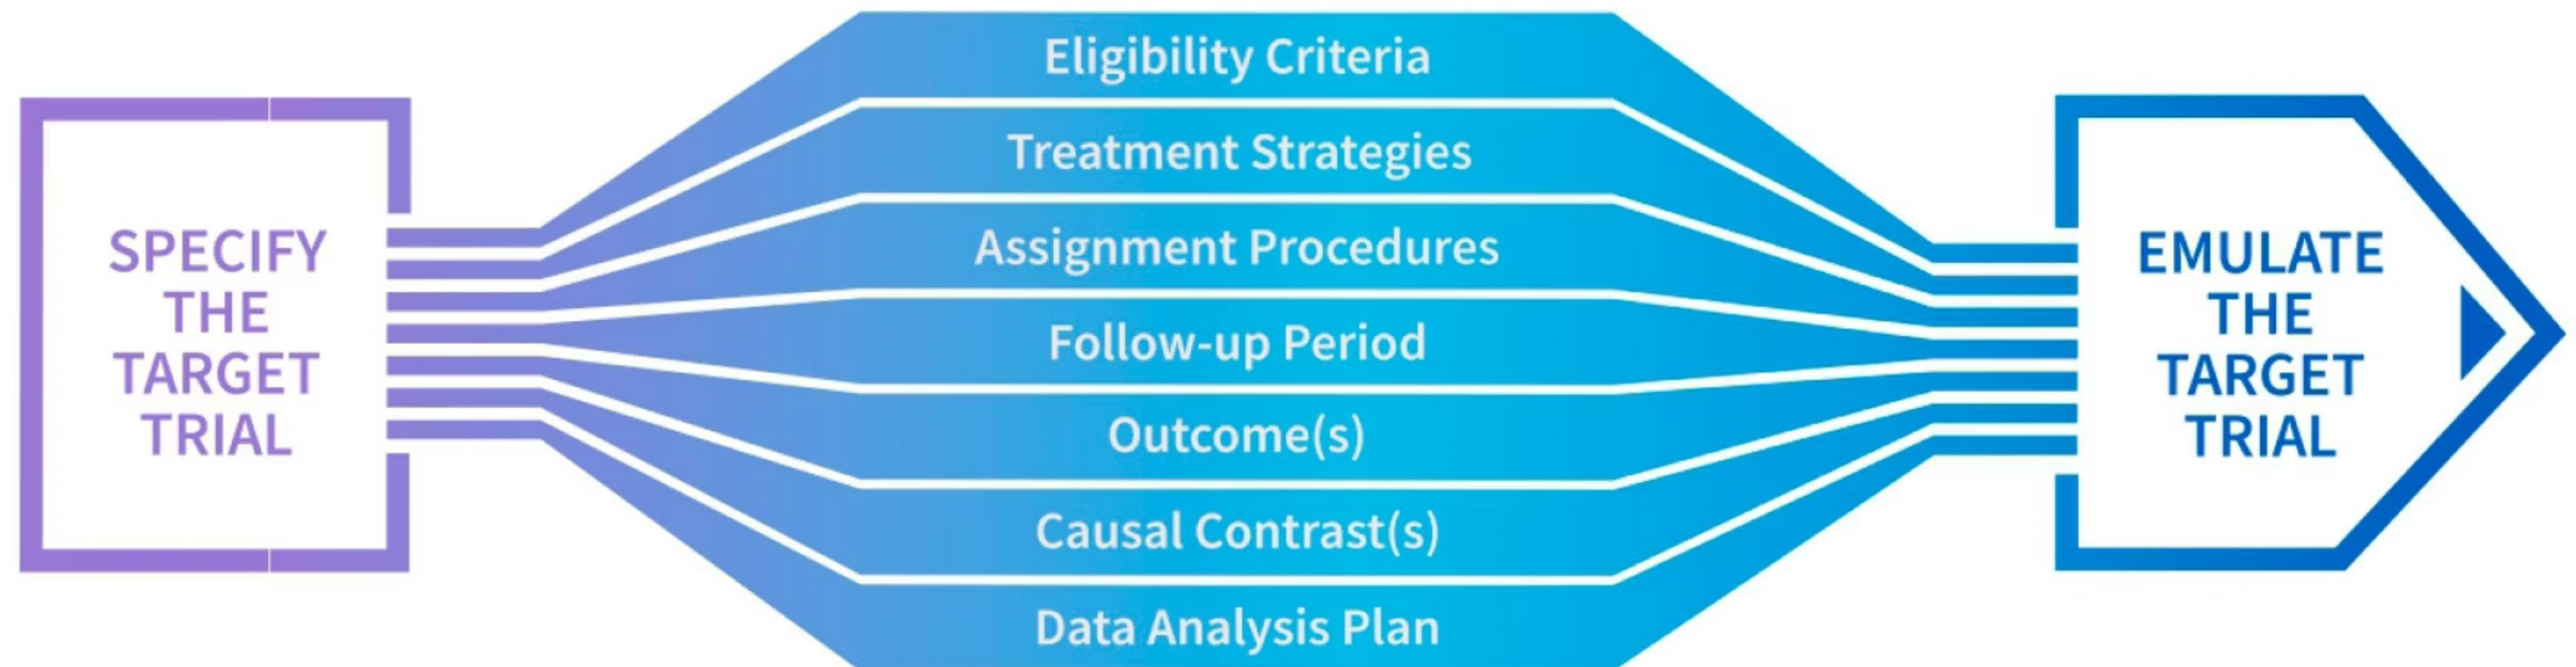 SPECIFY
THE
TARGET
TRIAL
Eligibility Criteria
Treatment Strategies
Assignment Procedures
Follow-up Period
Outcome(s)
Causal Contrast(s)
Data Analysis Plan
EMULATE
THE
TARGET
TRIAL